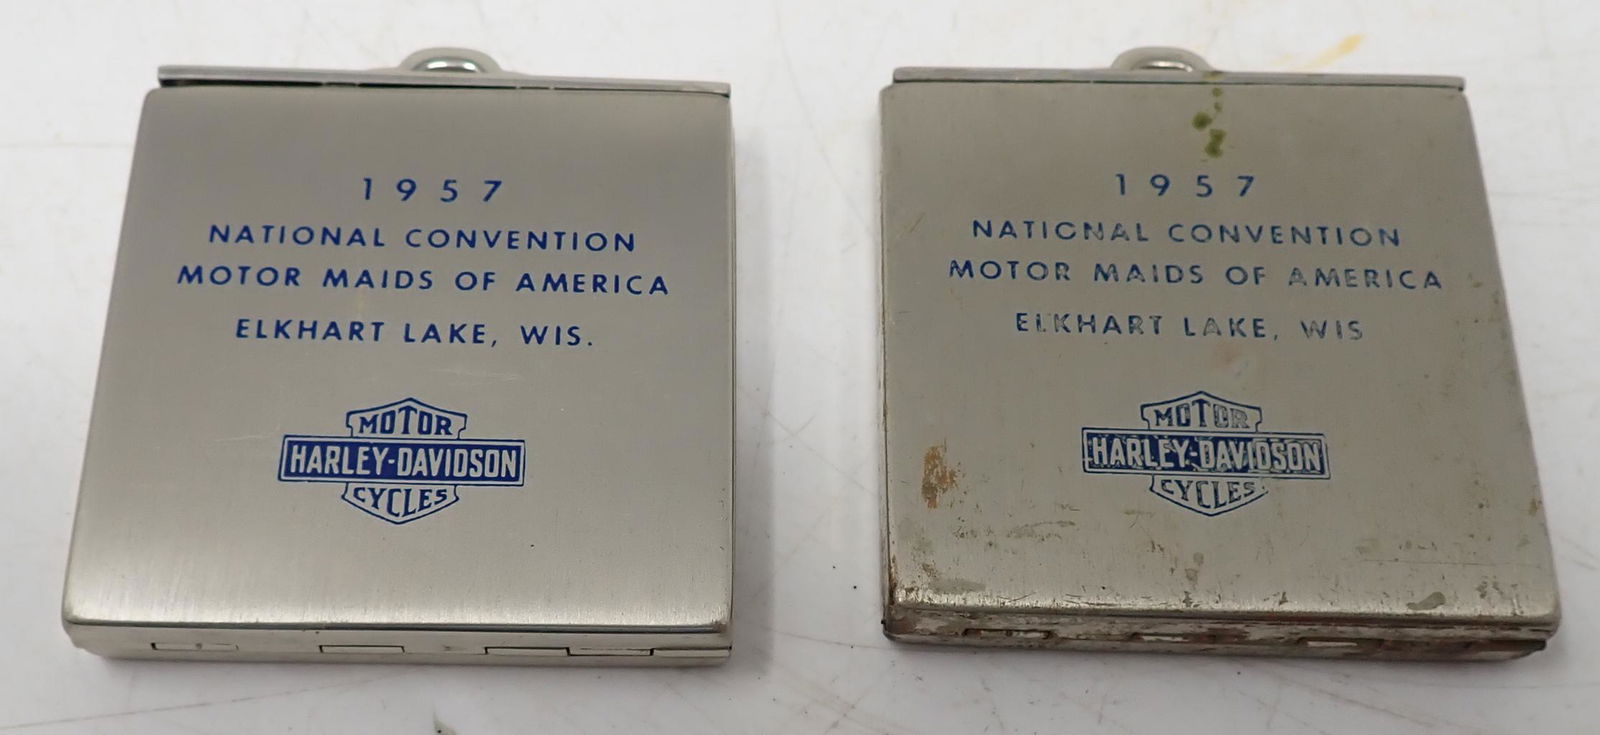 1957
NATIONAL CONVENTION
MOTOR MAIDS OF AMERICA
ELKHART LAKE, WIS.
MOTOR
HARLEY-DAVIDSON
CYCLES
1957
NATIONAL CONVENTION
MOTOR MAIDS OF AMERICA
ELKHART LAKE, WIS
MOTOR
HARLEY-DAVIDSON
CYCLES